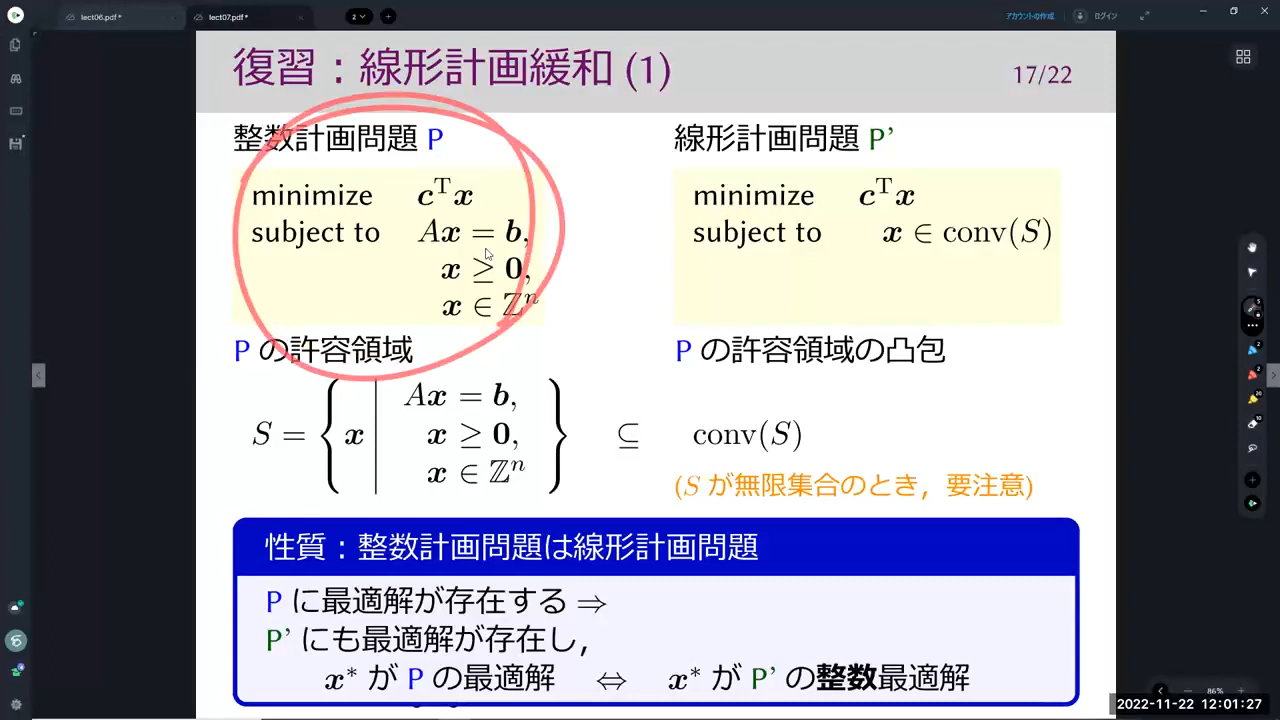 lect06.pdf*
lect07.pdf*
2
アカウントの作成
ログイン
復習：線形計画緩和 (1)
17/22
整数計画問題 P
minimize cᵀx
subject to Ax = b,
x ≥ 0,
x ∈ ℤⁿ
線形計画問題 P’
minimize cᵀx
subject to x ∈ conv(S)
P の許容領域
P の許容領域の凸包
S = { x | Ax = b,
x ≥ 0,
x ∈ ℤⁿ } ⊆ conv(S)
(S が無限集合のとき，要注意)
性質：整数計画問題は線形計画問題
P に最適解が存在する ⇒
P’ にも最適解が存在し，
x* が P の最適解 ⇔ x* が P’ の整数最適解
86%
2022-11-22 12:01:27